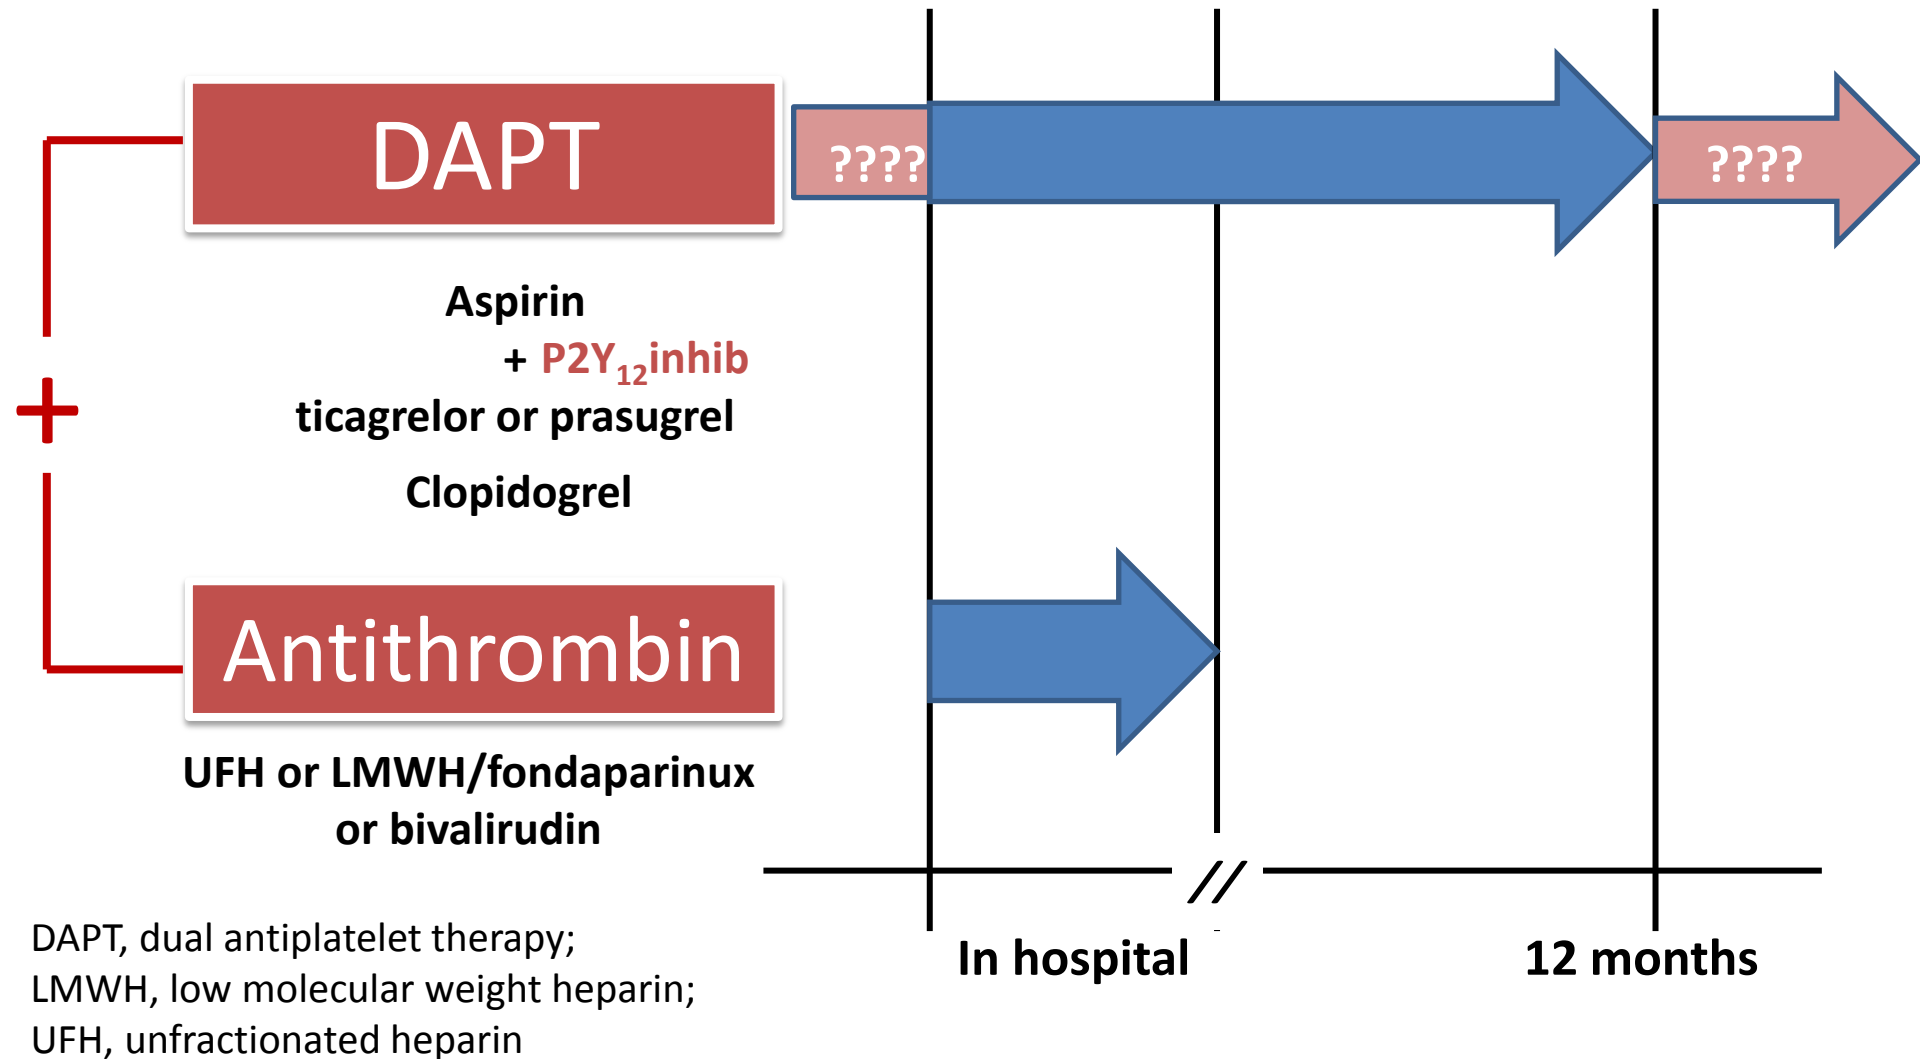 DAPT
????
????
Aspirin
+ P2Y12inhib
ticagrelor or prasugrel
Clopidogrel
+
Antithrombin
UFH or LMWH/fondaparinux
or bivalirudin
//
In hospital
12 months
DAPT, dual antiplatelet therapy;
LMWH, low molecular weight heparin;
UFH, unfractionated heparin